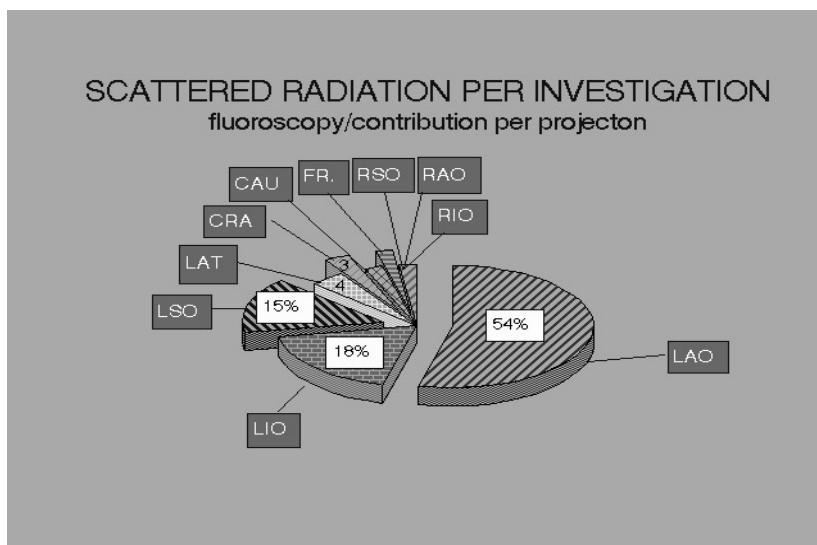 SCATTERED RADIATION PER INVESTIGATION
fluoroscopy/contribution per projecton
FR.
RSO
RAO
CAU
CRA
RIO
LAT
3
4
LSO
15%
54%
18%
LAO
LIO